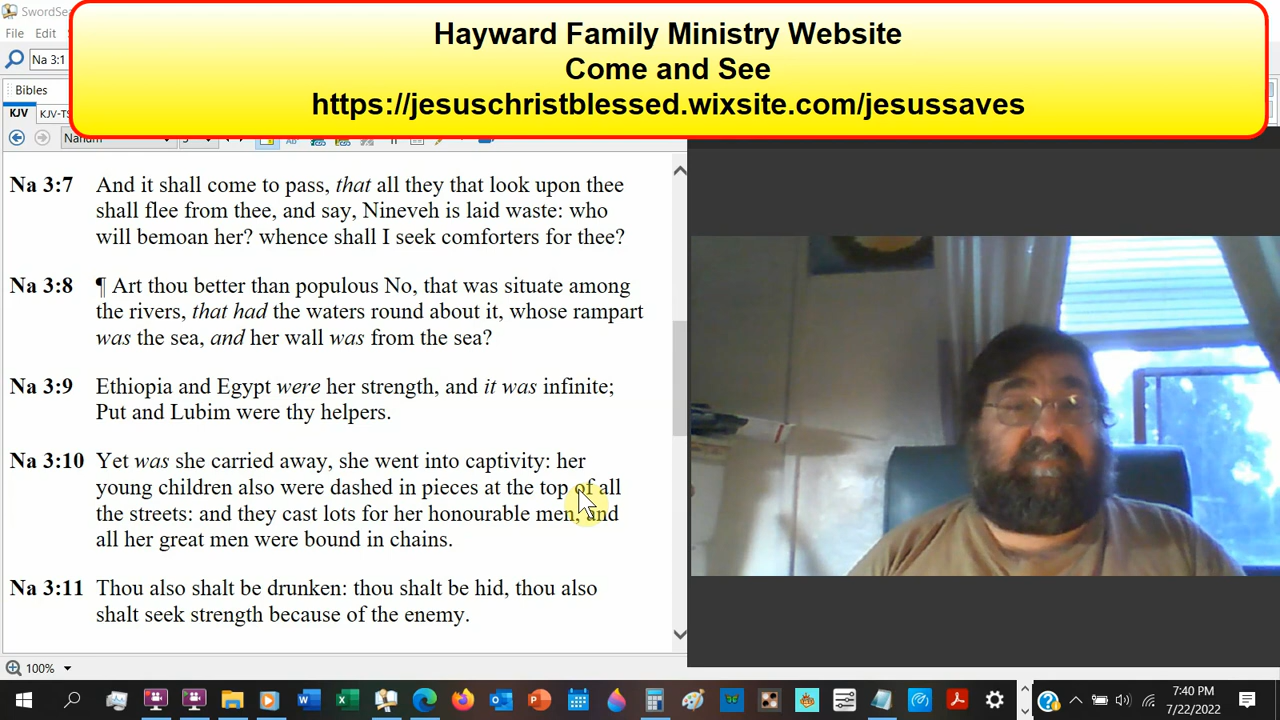 SwordSea
Hayward Family Ministry Website
Come and See
https://jesuschristblessed.wixsite.com/jesussaves
File Edit
Na 3:1
Bibles
KJV KJV-TS
Nahum
Na 3:7 And it shall come to pass, that all they that look upon thee
shall flee from thee, and say, Nineveh is laid waste: who
will bemoan her? whence shall I seek comforters for thee?
Na 3:8 ¶ Art thou better than populous No, that was situate among
the rivers, that had the waters round about it, whose rampart
was the sea, and her wall was from the sea?
Na 3:9 Ethiopia and Egypt were her strength, and it was infinite;
Put and Lubim were thy helpers.
Na 3:10 Yet was she carried away, she went into captivity: her
young children also were dashed in pieces at the top of all
the streets: and they cast lots for her honourable men, and
all her great men were bound in chains.
Na 3:11 Thou also shalt be drunken: thou shalt be hid, thou also
shalt seek strength because of the enemy.
100%
7:40 PM
7/22/2022